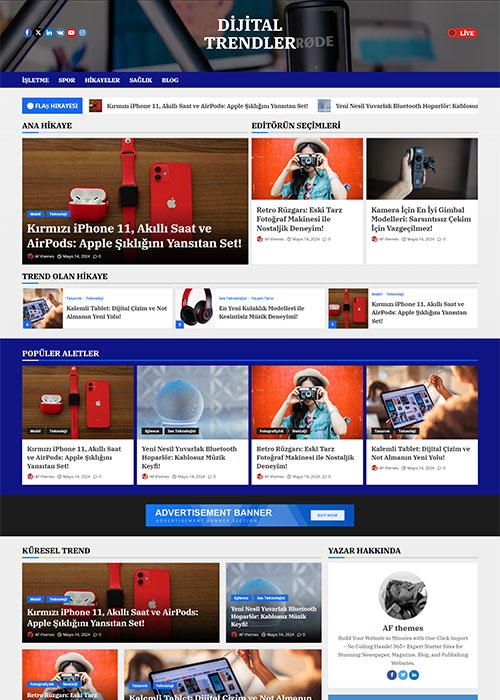 DİJİTAL
TRENDLER
RØDE
LIVE
İŞLETME SPOR HİKAYELER SAĞLIK BLOG
FLAŞ HİKAYESI
Kırmızı iPhone 11, Akıllı Saat ve AirPods: Apple Şıklığını Yansıtan Set!
Yeni Nesil Yuvarlak Bluetooth Hoparlör: Kablosuz
ANA HİKAYE
Mobil Teknoloji
Kırmızı iPhone 11, Akıllı Saat ve
AirPods: Apple Şıklığını Yansıtan Set!
AF themes Mayıs 14, 2024 0
EDİTÖRÜN SEÇİMLERİ
Retro Rüzgarı: Eski Tarz
Fotoğraf Makinesi ile
Nostaljik Deneyim!
AF themes Mayıs 14, 2024 0
Kamera İçin En İyi Gimbal
Modelleri: Sarsıntısız Çekim
İçin Vazgeçilmez!
AF themes Mayıs 14, 2024 0
TREND OLAN HİKAYE
4
Tasarım Teknoloji
Kalemli Tablet: Dijital Çizim ve Not
Almanın Yeni Yolu!
5
Ses Teknolojisi Yaşam Tarzı
En Yeni Kulaklık Modelleri ile
Kesintisiz Müzik Deneyimi!
1
Mobil Teknoloji
Kırmızı iPhone 11, Akıllı Saat ve
AirPods: Apple Şıklığını Yansıtan
Set!
POPÜLER ALETLER
Mobil Teknoloji
Kırmızı iPhone 11, Akıllı Saat
ve AirPods: Apple Şıklığını
Yansıtan Set!
AF themes Mayıs 14, 2024 0
Eğlence Ses Teknolojisi
Yeni Nesil Yuvarlak Bluetooth
Hoparlör: Kablosuz Müzik
Keyfi!
AF themes Mayıs 14, 2024 0
Fotoğrafçılık Nostalji
Retro Rüzgarı: Eski Tarz
Fotoğraf Makinesi ile Nostaljik
Deneyim!
AF themes Mayıs 14, 2024 0
Tasarım Teknoloji
Kalemli Tablet: Dijital Çizim ve
Not Almanın Yeni Yolu!
AF themes Mayıs 14, 2024 0
ADVERTISEMENT BANNER
ADVERTISEMENT BANNER SECTION
BUY NOW
KÜRESEL TREND
Mobil Teknoloji
Kırmızı iPhone 11, Akıllı Saat ve AirPods:
Apple Şıklığını Yansıtan Set!
AF themes Mayıs 14, 2024 0
Eğlence Ses Teknolojisi
Yeni Nesil Yuvarlak Bluetooth
Hoparlör: Kablosuz Müzik
Keyfi!
AF themes Mayıs 14, 2024 0
Fotoğrafçılık Nostalji
Retro Rüzgarı: Eski Tarz
Tasarım Teknoloji
Kalemli Tablet: Dijital Çizim ve Not Almanın
YAZAR HAKKINDA
AF themes
Build Your Website in Minutes with One-Click Import
– No Coding Hassle! 365+ Expert Starter Sites for
Stunning Newspaper, Magazine, Blog, and Publishing
Websites.